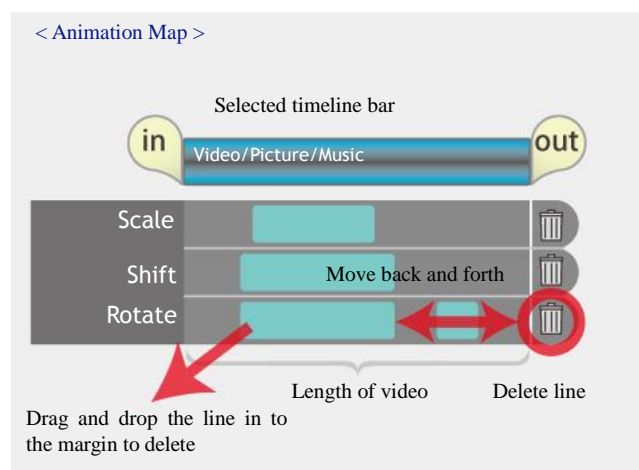 < Animation Map >
Selected timeline bar
in
out
Video/Picture/Music
Scale
Shift
Move back and forth
Rotate
Length of video
Delete line
Drag and drop the line in to
the margin to delete